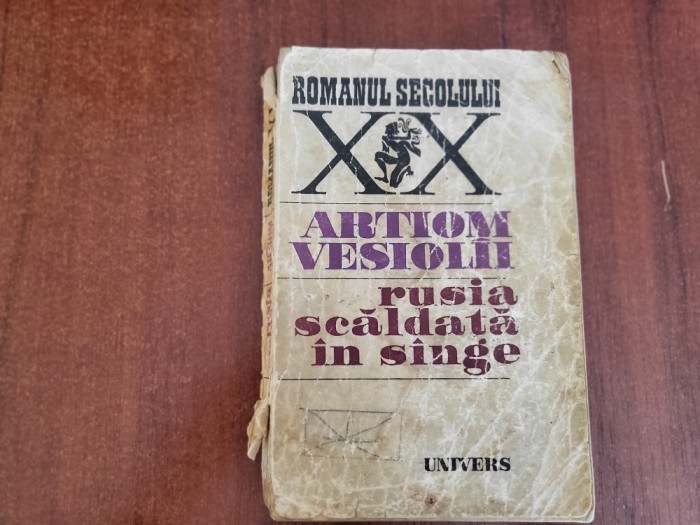 ROMANUL SECOLULUI
XX
ARTIOM
VESIOLÎI
rusia
scăldată
în sînge
UNIVERS